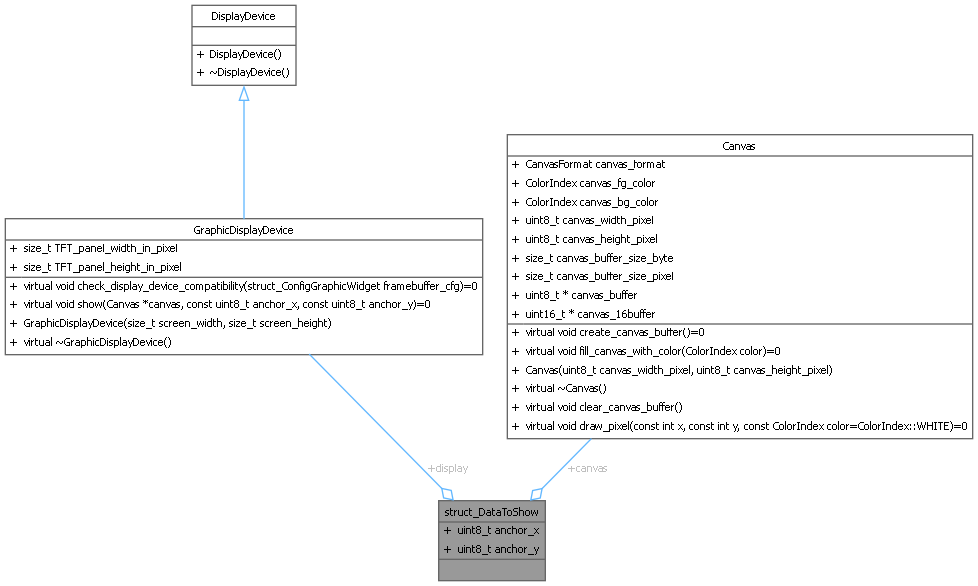 DisplayDevice
+ DisplayDevice()
+ ~DisplayDevice()
Canvas
+ CanvasFormat canvas_format
+ ColorIndex canvas_fg_color
+ ColorIndex canvas_bg_color
+ uint8_t canvas_width_pixel
+ uint8_t canvas_height_pixel
+ size_t canvas_buffer_size_byte
+ size_t canvas_buffer_size_pixel
+ uint8_t * canvas_buffer
+ uint16_t * canvas_16buffer
+ virtual void create_canvas_buffer()=0
+ virtual void fill_canvas_with_color(ColorIndex color)=0
+ Canvas(uint8_t canvas_width_pixel, uint8_t canvas_height_pixel)
+ virtual ~Canvas()
+ virtual void clear_canvas_buffer()
+ virtual void draw_pixel(const int x, const int y, const ColorIndex color=ColorIndex::WHITE)=0
GraphicDisplayDevice
+ size_t TFT_panel_width_in_pixel
+ size_t TFT_panel_height_in_pixel
+ virtual void check_display_device_compatibility(struct_ConfigGraphicWidget framebuffer_cfg)=0
+ virtual void show(Canvas *canvas, const uint8_t anchor_x, const uint8_t anchor_y)=0
+ GraphicDisplayDevice(size_t screen_width, size_t screen_height)
+ virtual ~GraphicDisplayDevice()
+display
+canvas
struct_DataToShow
+ uint8_t anchor_x
+ uint8_t anchor_y